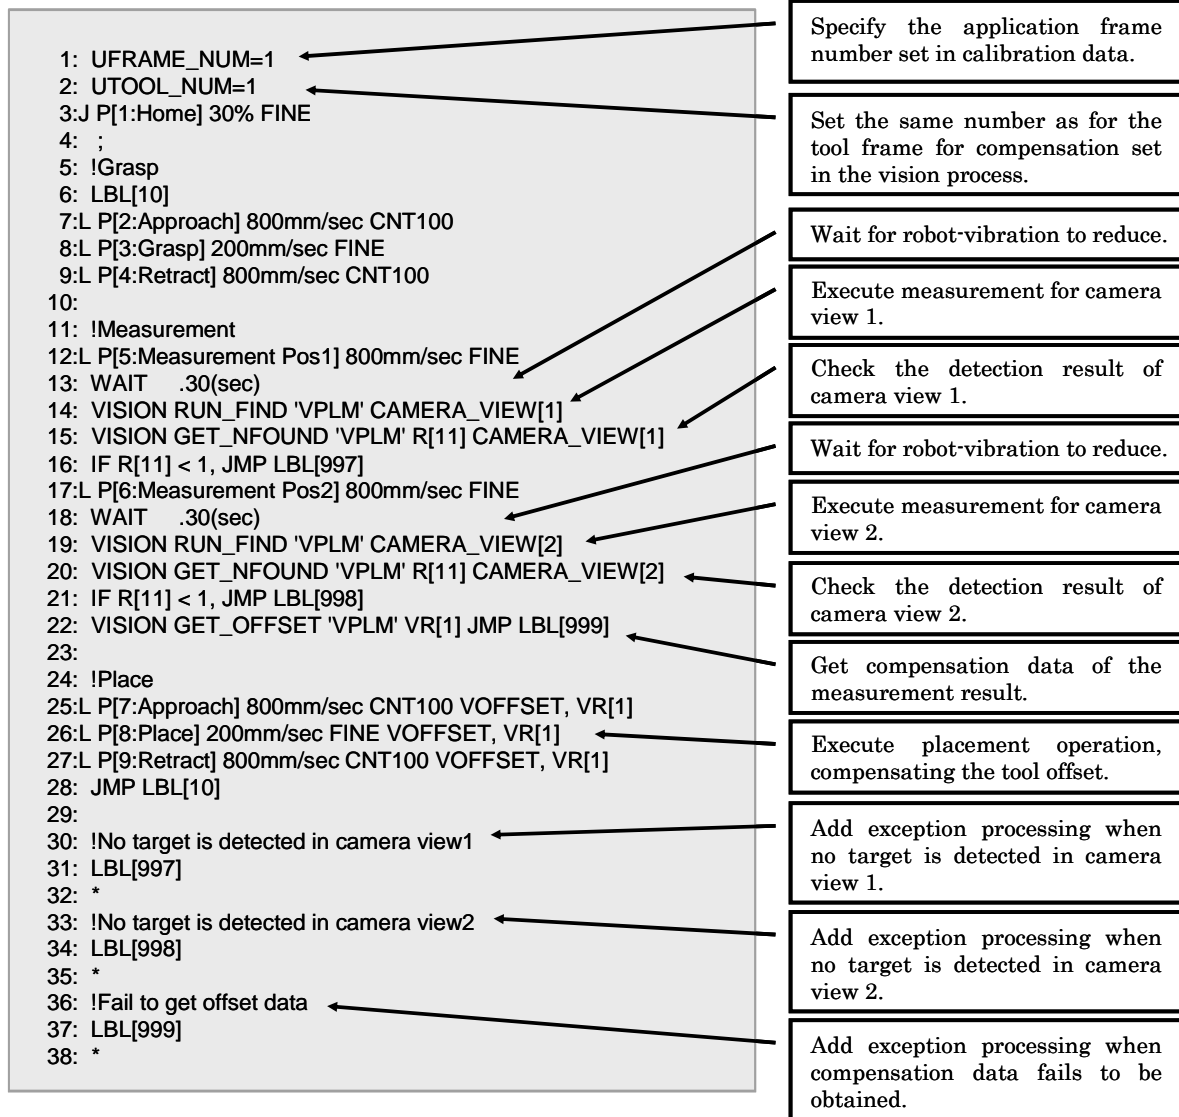 1: UFRAME_NUM=1
2: UTOOL_NUM=1
3:J P[1:Home] 30% FINE
4: ;
5: !Grasp
6: LBL[10]
7:L P[2:Approach] 800mm/sec CNT100
8:L P[3:Grasp] 200mm/sec FINE
9:L P[4:Retract] 800mm/sec CNT100
10:
11: !Measurement
12:L P[5:Measurement Pos1] 800mm/sec FINE
13: WAIT .30(sec)
14: VISION RUN_FIND 'VPLM' CAMERA_VIEW[1]
15: VISION GET_NFOUND 'VPLM' R[11] CAMERA_VIEW[1]
16: IF R[11] < 1, JMP LBL[997]
17:L P[6:Measurement Pos2] 800mm/sec FINE
18: WAIT .30(sec)
19: VISION RUN_FIND 'VPLM' CAMERA_VIEW[2]
20: VISION GET_NFOUND 'VPLM' R[11] CAMERA_VIEW[2]
21: IF R[11] < 1, JMP LBL[998]
22: VISION GET_OFFSET 'VPLM' VR[1] JMP LBL[999]
23:
24: !Place
25:L P[7:Approach] 800mm/sec CNT100 VOFFSET, VR[1]
26:L P[8:Place] 200mm/sec FINE VOFFSET, VR[1]
27:L P[9:Retract] 800mm/sec CNT100 VOFFSET, VR[1]
28: JMP LBL[10]
29:
30: !No target is detected in camera view1
31: LBL[997]
32: *
33: !No target is detected in camera view2
34: LBL[998]
35: *
36: !Fail to get offset data
37: LBL[999]
38: *
Specify the application frame
number set in calibration data.
Set the same number as for the
tool frame for compensation set
in the vision process.
Wait for robot-vibration to reduce.
Execute measurement for camera
view 1.
Check the detection result of
camera view 1.
Wait for robot-vibration to reduce.
Execute measurement for camera
view 2.
Check the detection result of
camera view 2.
Get compensation data of the
measurement result.
Execute placement operation,
compensating the tool offset.
Add exception processing when
no target is detected in camera
view 1.
Add exception processing when
no target is detected in camera
view 2.
Add exception processing when
compensation data fails to be
obtained.